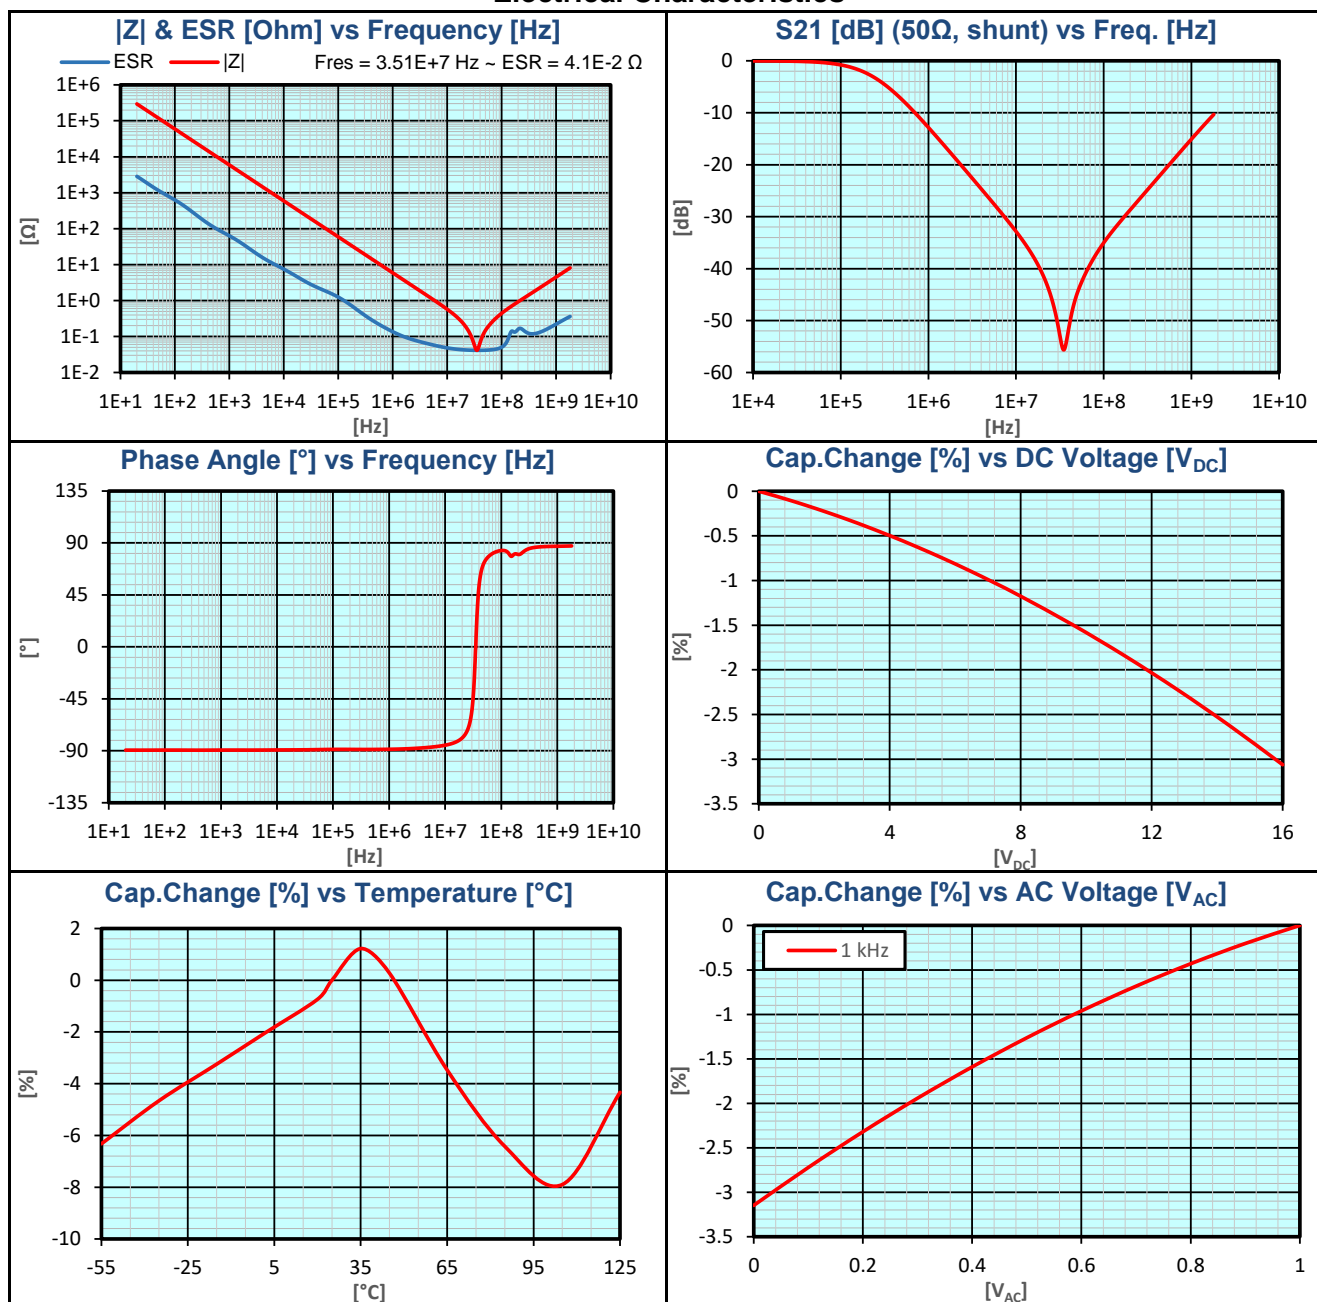 |Z| & ESR [Ohm] vs Frequency [Hz]
ESR |Z| Fres = 3.51E+7 Hz ~ ESR = 4.1E-2 Ω
1E+6
1E+5
1E+4
1E+3
1E+2
1E+1
1E+0
1E-1
1E-2
[Ω]
1E+1 1E+2 1E+3 1E+4 1E+5 1E+6 1E+7 1E+8 1E+9 1E+10
[Hz]
S21 [dB] (50Ω, shunt) vs Freq. [Hz]
0
-10
-20
-30
-40
-50
-60
[dB]
1E+4 1E+5 1E+6 1E+7 1E+8 1E+9 1E+10
[Hz]
Phase Angle [°] vs Frequency [Hz]
135
90
45
0
-45
-90
-135
[°]
1E+1 1E+2 1E+3 1E+4 1E+5 1E+6 1E+7 1E+8 1E+9 1E+10
[Hz]
Cap.Change [%] vs DC Voltage [VDC]
0
-0.5
-1
-1.5
-2
-2.5
-3
-3.5
[%]
0 4 8 12 16
[VDC]
Cap.Change [%] vs Temperature [°C]
2
0
-2
-4
-6
-8
-10
[%]
-55 -25 5 35 65 95 125
[°C]
Cap.Change [%] vs AC Voltage [VAC]
1 kHz
0
-0.5
-1
-1.5
-2
-2.5
-3
-3.5
[%]
0 0.2 0.4 0.6 0.8 1
[VAC]